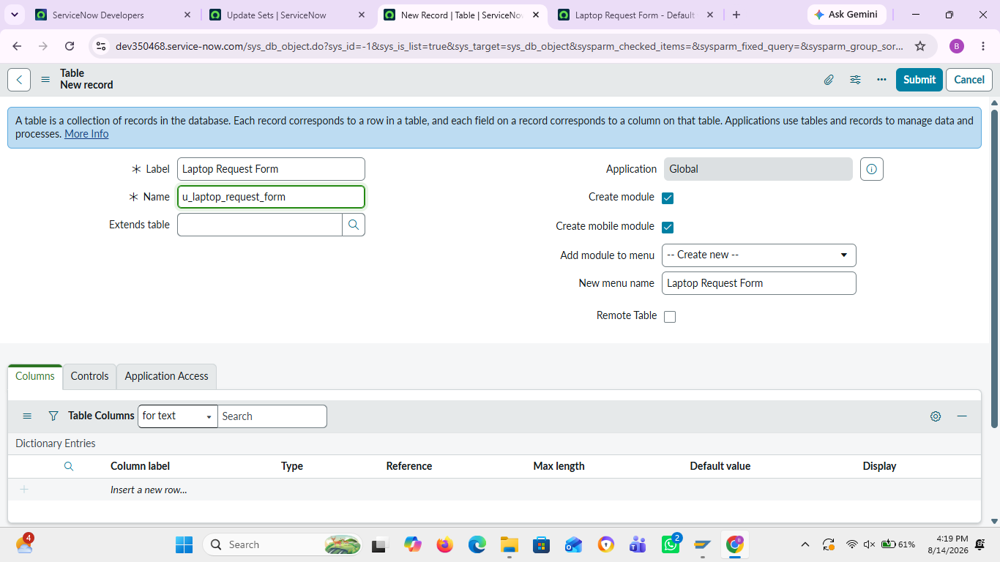 ServiceNow Developers
Update Sets | ServiceNow
New Record | Table | ServiceNo
Laptop Request Form - Default
Ask Gemini
dev350468.service-now.com/sys_db_object.do?sys_id=-1&sys_is_list=true&sys_target=sys_db_object&sysparm_checked_items=&sysparm_fixed_query=&sysparm_group_sor...
B
Table
New record
Submit
Cancel
A table is a collection of records in the database. Each record corresponds to a row in a table, and each field on a record corresponds to a column on that table. Applications use tables and records to manage data and
processes. More Info
Label
Laptop Request Form
Application
Global
Name
u_laptop_request_form
Create module
Extends table
Create mobile module
Add module to menu
-- Create new --
New menu name
Laptop Request Form
Remote Table
Columns
Controls
Application Access
Table Columns
for text
Search
Dictionary Entries
Column label
Type
Reference
Max length
Default value
Display
Insert a new row...
4
Search
2
61%
4:19 PM
8/14/2026